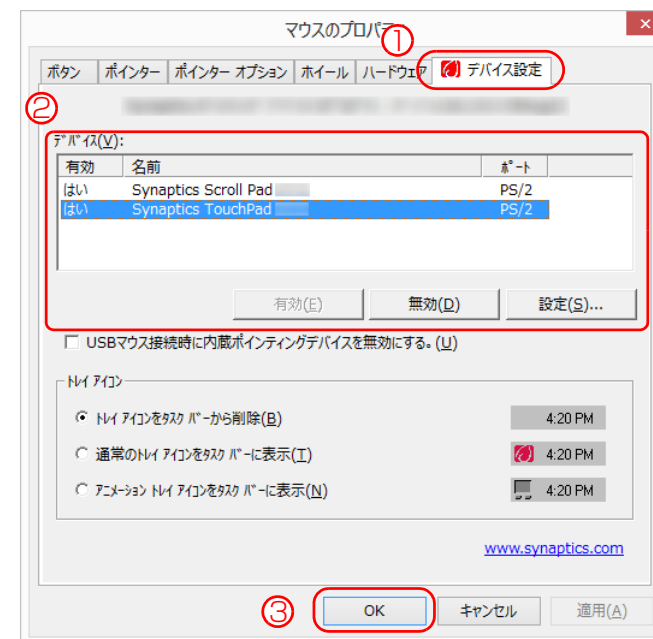 マウスのプロパティ
①
ボタン ポインター ポインター オプション ホイール ハードウェア デバイス設定
②
デバイス(V):
有効 名前 ポート
はい Synaptics Scroll Pad PS/2
はい Synaptics TouchPad PS/2
有効(E) 無効(D) 設定(S)...
USBマウス接続時に内蔵ポインティングデバイスを無効にする。(U)
トレイ アイコン
トレイ アイコンをタスク バーから削除(B) 4:20 PM
通常のトレイ アイコンをタスク バーに表示(T) 4:20 PM
アニメーション トレイ アイコンをタスク バーに表示(N) 4:20 PM
www.synaptics.com
③ OK キャンセル 適用(A)